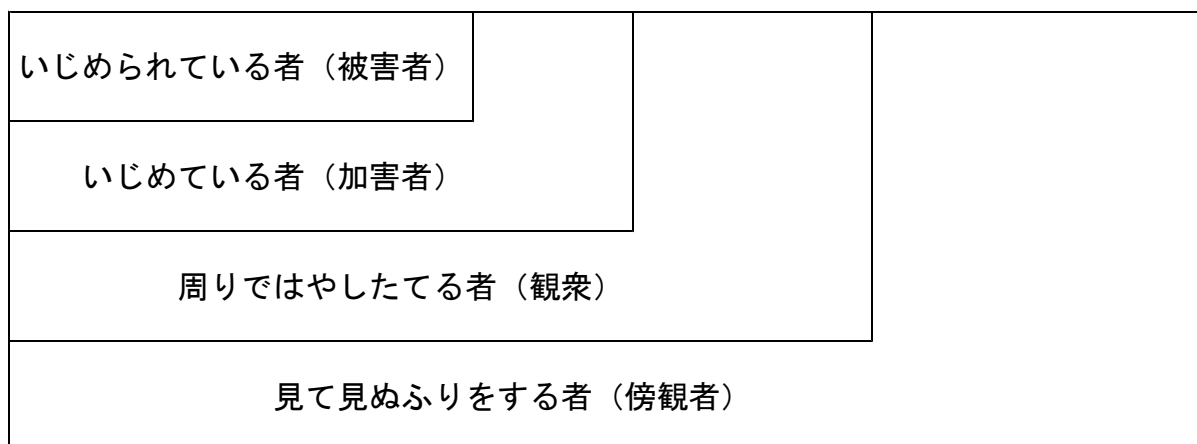 いじめられている者（被害者）
いじめている者（加害者）
周りではやしたてる者（観衆）
見て見ぬふりをする者（傍観者）